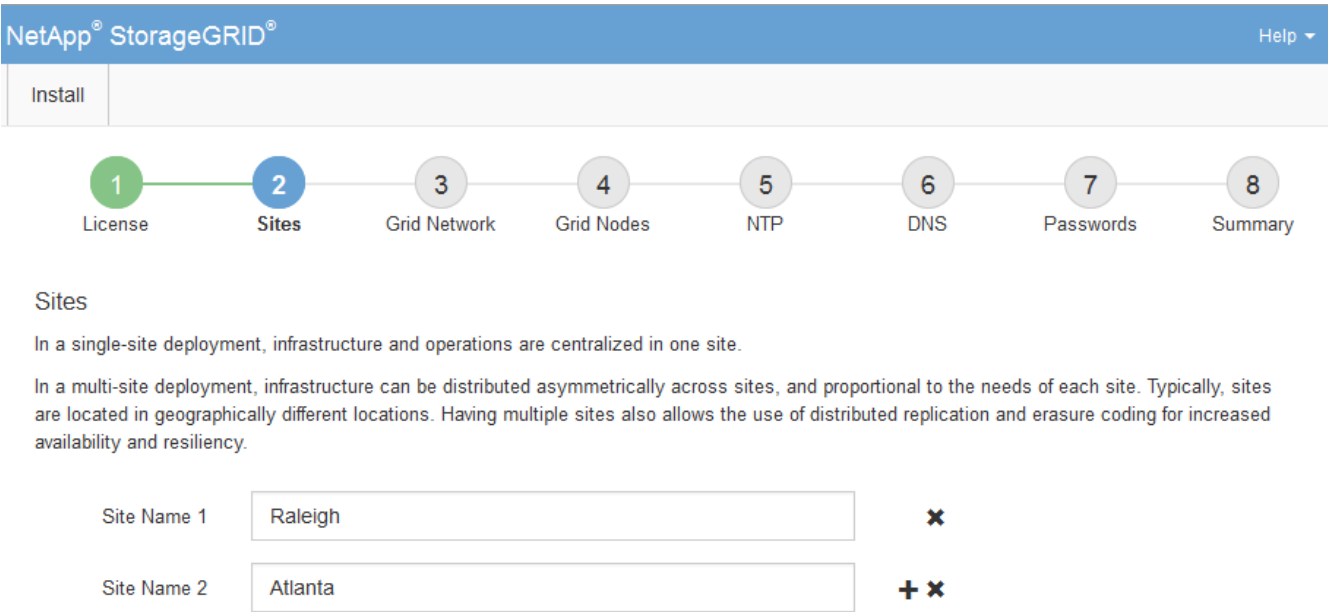 NetApp® StorageGRID® Help
Install
1 2 3 4 5 6 7 8
License Sites Grid Network Grid Nodes NTP DNS Passwords Summary
Sites
In a single-site deployment, infrastructure and operations are centralized in one site.
In a multi-site deployment, infrastructure can be distributed asymmetrically across sites, and proportional to the needs of each site. Typically, sites
are located in geographically different locations. Having multiple sites also allows the use of distributed replication and erasure coding for increased
availability and resiliency.
Site Name 1 Raleigh
Site Name 2 Atlanta